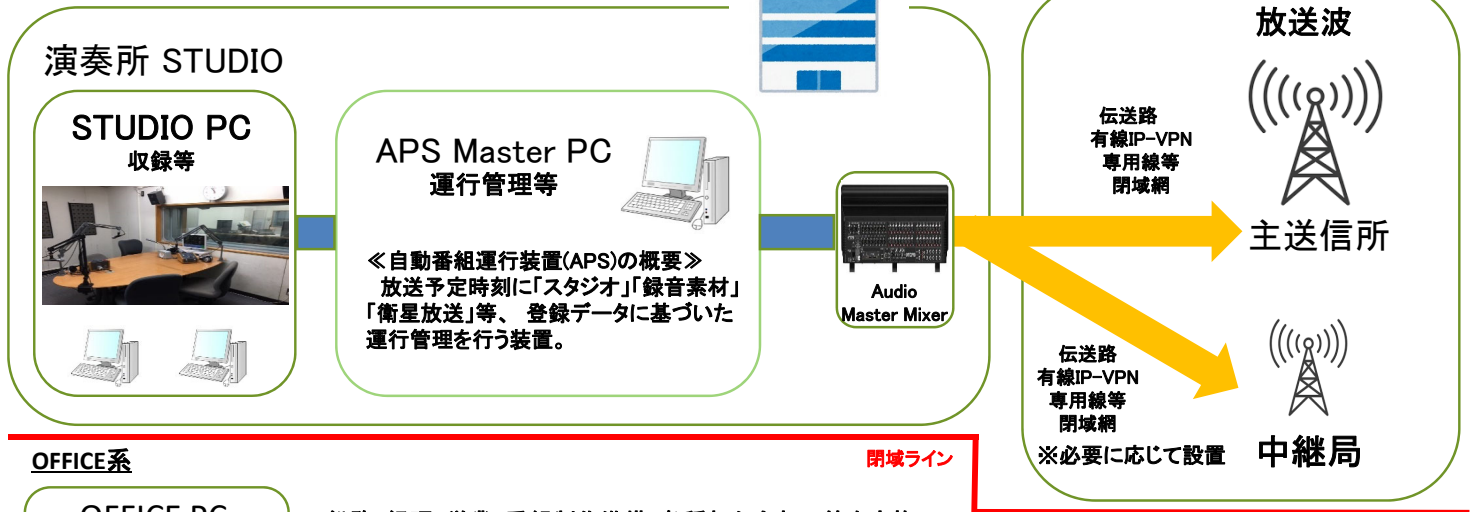 演奏所 STUDIO
STUDIO PC
収録等
APS Master PC
運行管理等
≪自動番組運行装置(APS)の概要≫
放送予定時刻に「スタジオ」「録音素材」
「衛星放送」等、 登録データに基づいた
運行管理を行う装置。
Audio
Master Mixer
放送波
伝送路
有線IP-VPN
専用線等
閉域網
主送信所
伝送路
有線IP-VPN
専用線等
閉域網
※必要に応じて設置
中継局
OFFICE系
閉域ライン
OFFICE PC